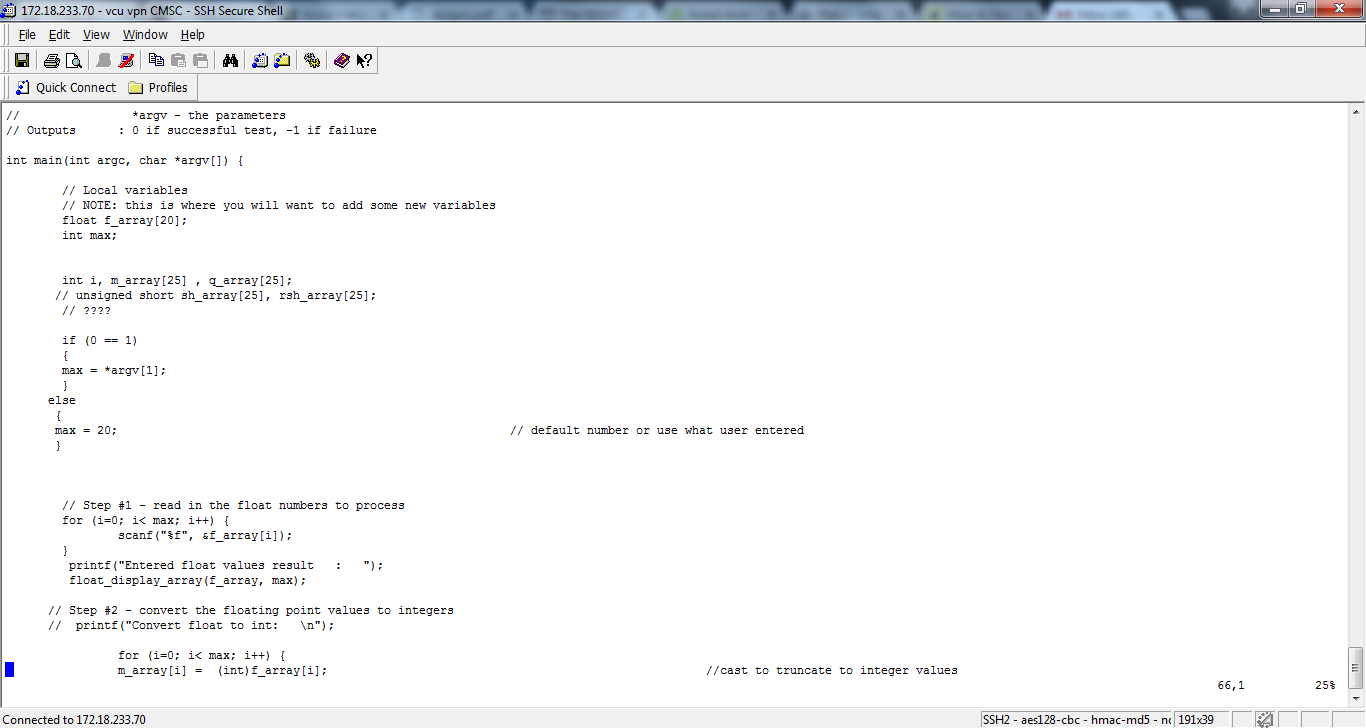 172.18.233.70 - vcu vpn CMSC - SSH Secure Shell
File Edit View Window Help
Quick Connect Profiles
// *argv - the parameters
// Outputs : 0 if successful test, -1 if failure
int main(int argc, char *argv[]) {
// Local variables
// NOTE: this is where you will want to add some new variables
float f_array[20];
int max;
int i, m_array[25] , q_array[25];
// unsigned short sh_array[25], rsh_array[25];
// ????
if (0 == 1)
{
max = *argv[1];
}
else
{
max = 20; // default number or use what user entered
}
// Step #1 - read in the float numbers to process
for (i=0; i< max; i++) {
scanf("%f", &f_array[i]);
}
printf("Entered float values result : ");
float_display_array(f_array, max);
// Step #2 - convert the floating point values to integers
// printf("Convert float to int: \n");
for (i=0; i< max; i++) {
m_array[i] = (int)f_array[i]; //cast to truncate to integer values
66,1 25%
Connected to 172.18.233.70 SSH2 - aes128-cbc - hmac-md5 - 191x39